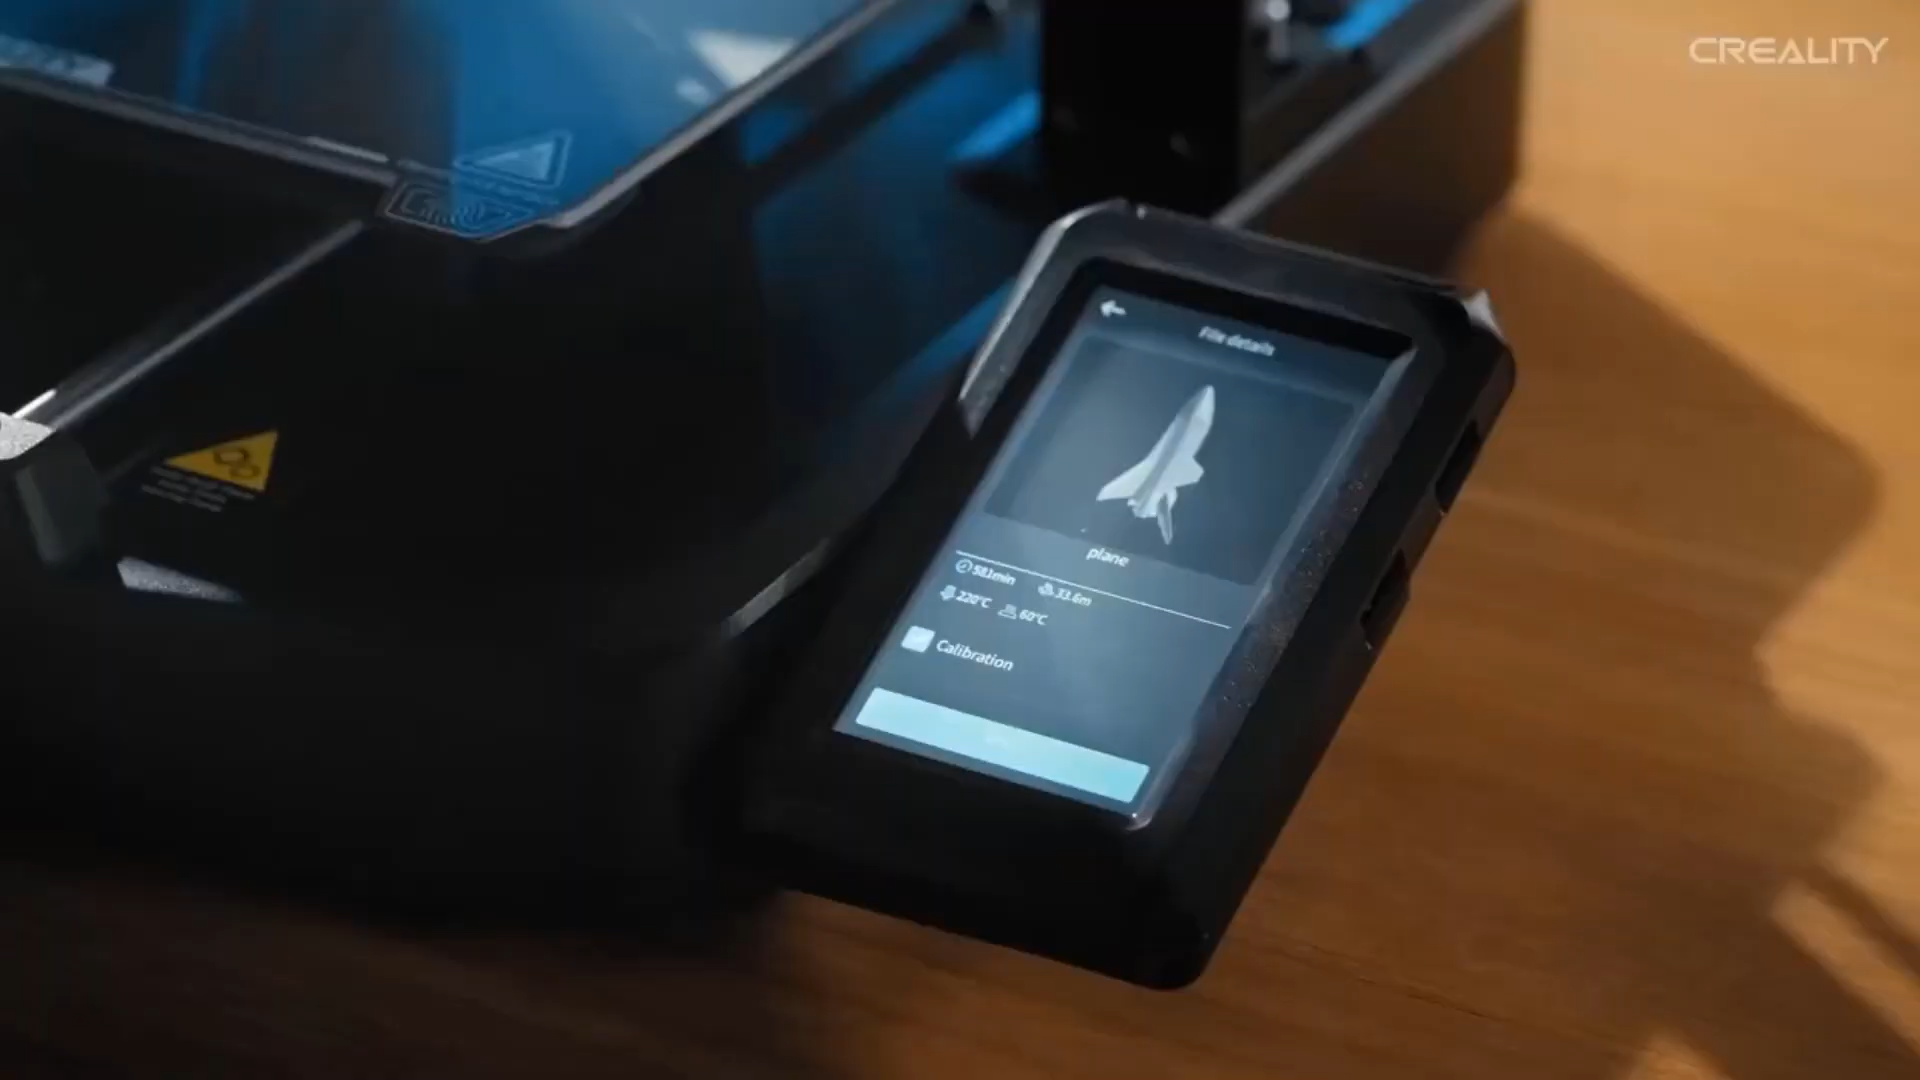 CREALITY
File details
plane
581min 33.6m
220°C 60°C
Calibration